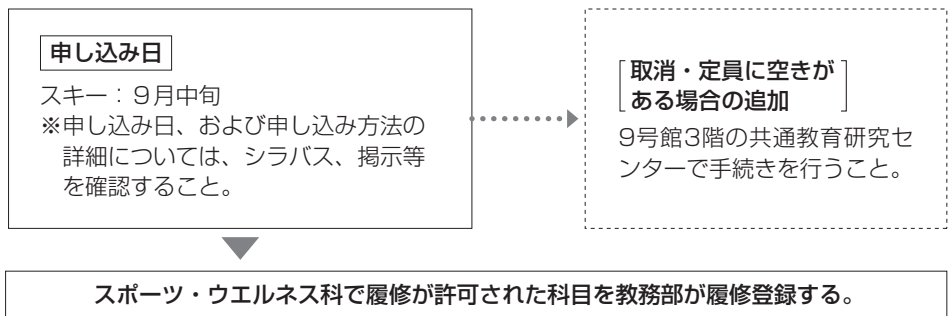 申し込み日
スキー：９月中旬
※申し込み日、および申し込み方法の
詳細については、シラバス、掲示等
を確認すること。
取消・定員に空きが
ある場合の追加
9号館3階の共通教育研究セ
ンターで手続きを行うこと。
スポーツ・ウエルネス科で履修が許可された科目を教務部が履修登録する。